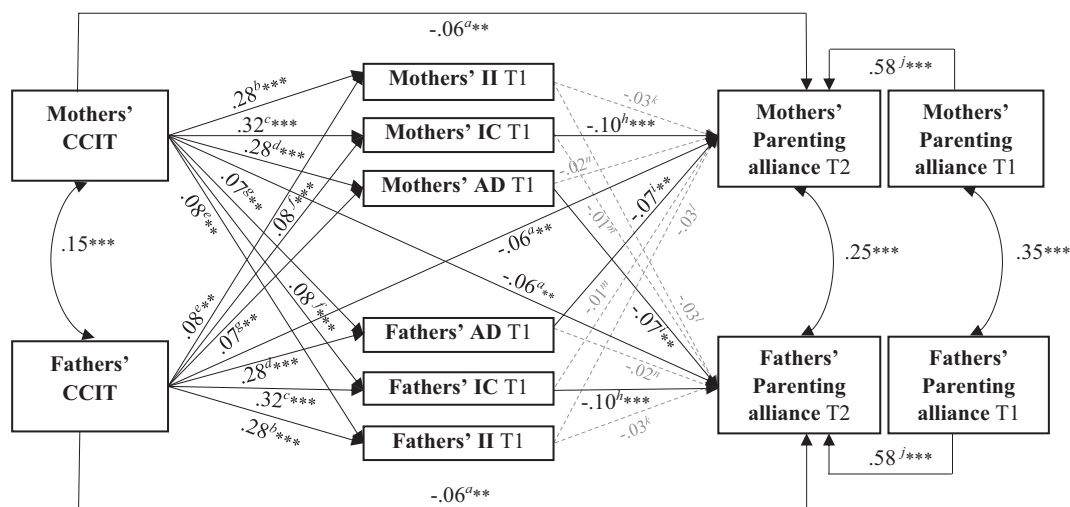 -.06ᵃ**
Mothers'
CCIT
.28ᵇ***
.32ᶜ***
.28ᵈ***
.07ᵍ**
.08ᵉ**
.08ᶠ***
Mothers' II T1
Mothers' IC T1
Mothers' AD T1
-.03ᵏ
-.10ʰ***
-.02ⁿ
-.07ⁱ**
-.01ᵐ
-.03ˡ
Mothers'
Parenting
alliance T2
.58 ʲ***
Mothers'
Parenting
alliance T1
.15***
-.06ᵃ**
-.06ᵃ**
.25***
.35***
.08ᵉ**
.07ᵍ**
.08ᶠ***
-.01ᵐ
-.03ˡ
-.07ⁱ**
Fathers'
CCIT
.28ᵈ***
.32ᶜ***
.28ᵇ***
Fathers' AD T1
Fathers' IC T1
Fathers' II T1
-.02ⁿ
-.10ʰ***
-.03ᵏ
Fathers'
Parenting
alliance T2
Fathers'
Parenting
alliance T1
.58 ʲ***
-.06ᵃ**